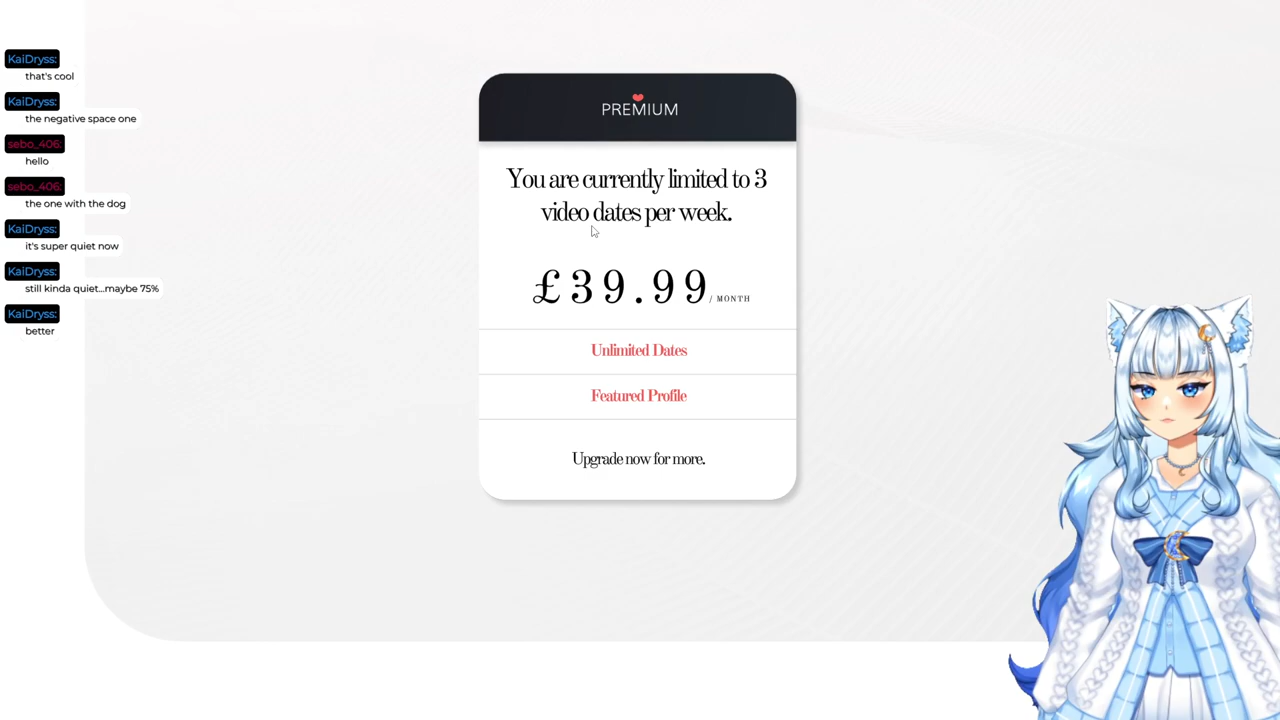 KaiDryss:
that's cool
KaiDryss:
the negative space one
sebo_406:
hello
sebo_406:
the one with the dog
KaiDryss:
it's super quiet now
KaiDryss:
still kinda quiet...maybe 75%
KaiDryss:
better
PREMIUM
You are currently limited to 3
video dates per week.
£39.99/ MONTH
Unlimited Dates
Featured Profile
Upgrade now for more.